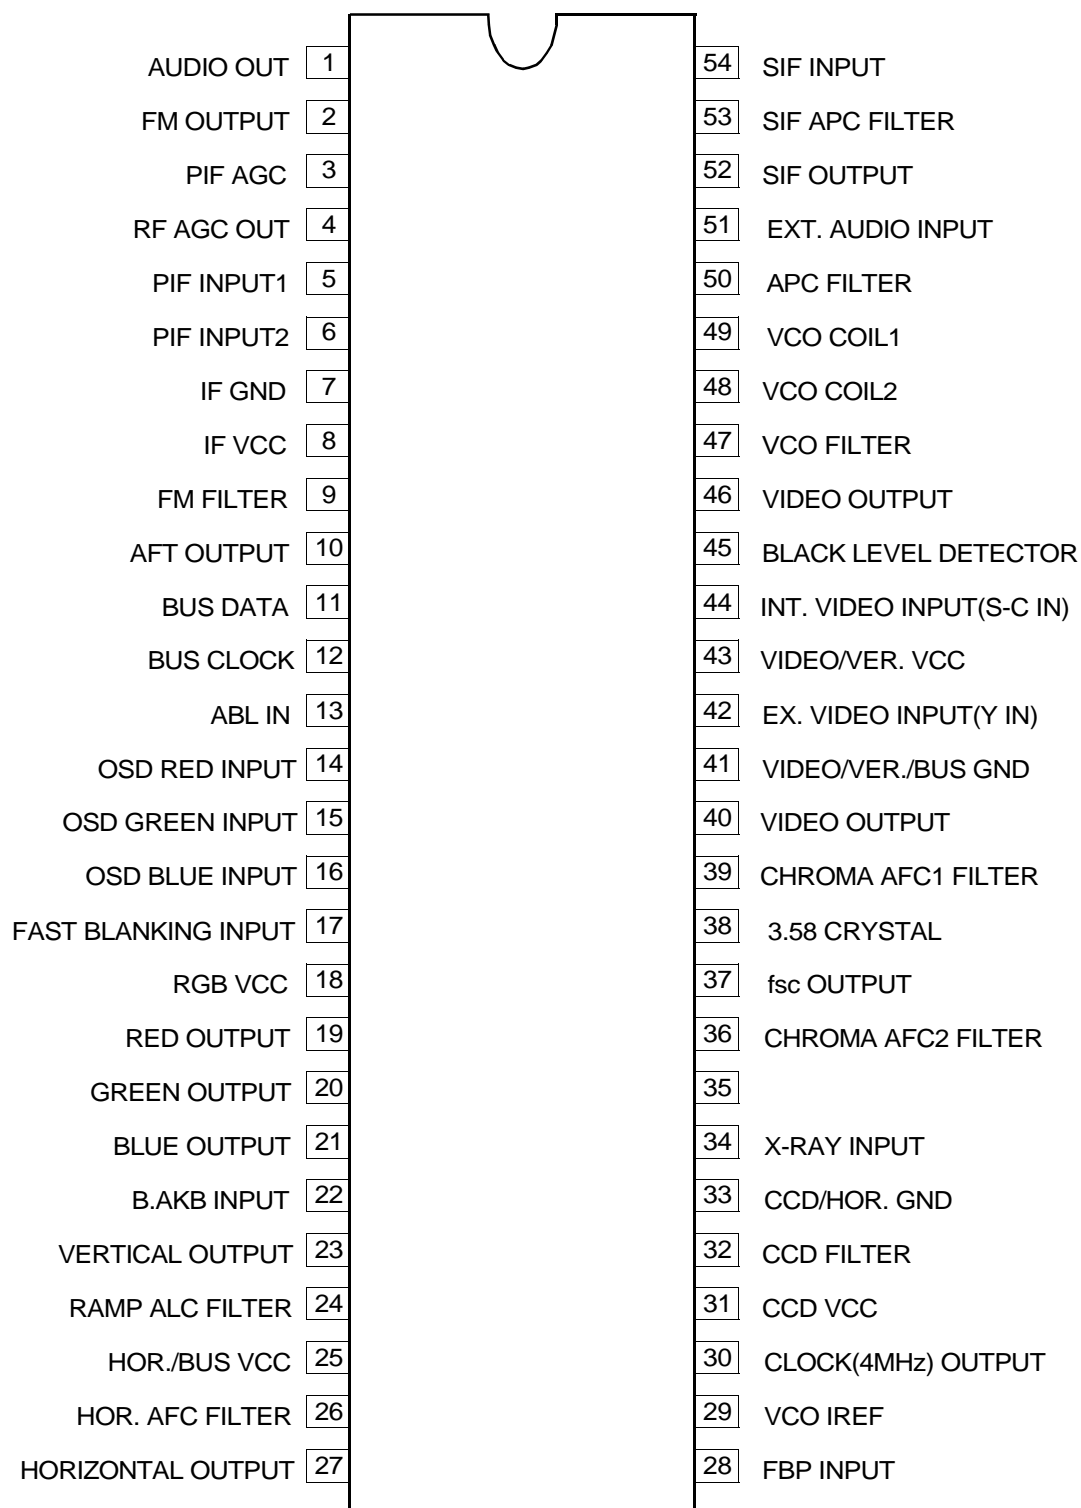 AUDIO OUT 1 54 SIF INPUT
FM OUTPUT 2 53 SIF APC FILTER
PIF AGC 3 52 SIF OUTPUT
RF AGC OUT 4 51 EXT. AUDIO INPUT
PIF INPUT1 5 50 APC FILTER
PIF INPUT2 6 49 VCO COIL1
IF GND 7 48 VCO COIL2
IF VCC 8 47 VCO FILTER
FM FILTER 9 46 VIDEO OUTPUT
AFT OUTPUT 10 45 BLACK LEVEL DETECTOR
BUS DATA 11 44 INT. VIDEO INPUT(S-C IN)
BUS CLOCK 12 43 VIDEO/VER. VCC
ABL IN 13 42 EX. VIDEO INPUT(Y IN)
OSD RED INPUT 14 41 VIDEO/VER./BUS GND
OSD GREEN INPUT 15 40 VIDEO OUTPUT
OSD BLUE INPUT 16 39 CHROMA AFC1 FILTER
FAST BLANKING INPUT 17 38 3.58 CRYSTAL
RGB VCC 18 37 fsc OUTPUT
RED OUTPUT 19 36 CHROMA AFC2 FILTER
GREEN OUTPUT 20 35
BLUE OUTPUT 21 34 X-RAY INPUT
B.AKB INPUT 22 33 CCD/HOR. GND
VERTICAL OUTPUT 23 32 CCD FILTER
RAMP ALC FILTER 24 31 CCD VCC
HOR./BUS VCC 25 30 CLOCK(4MHz) OUTPUT
HOR. AFC FILTER 26 29 VCO IREF
HORIZONTAL OUTPUT 27 28 FBP INPUT